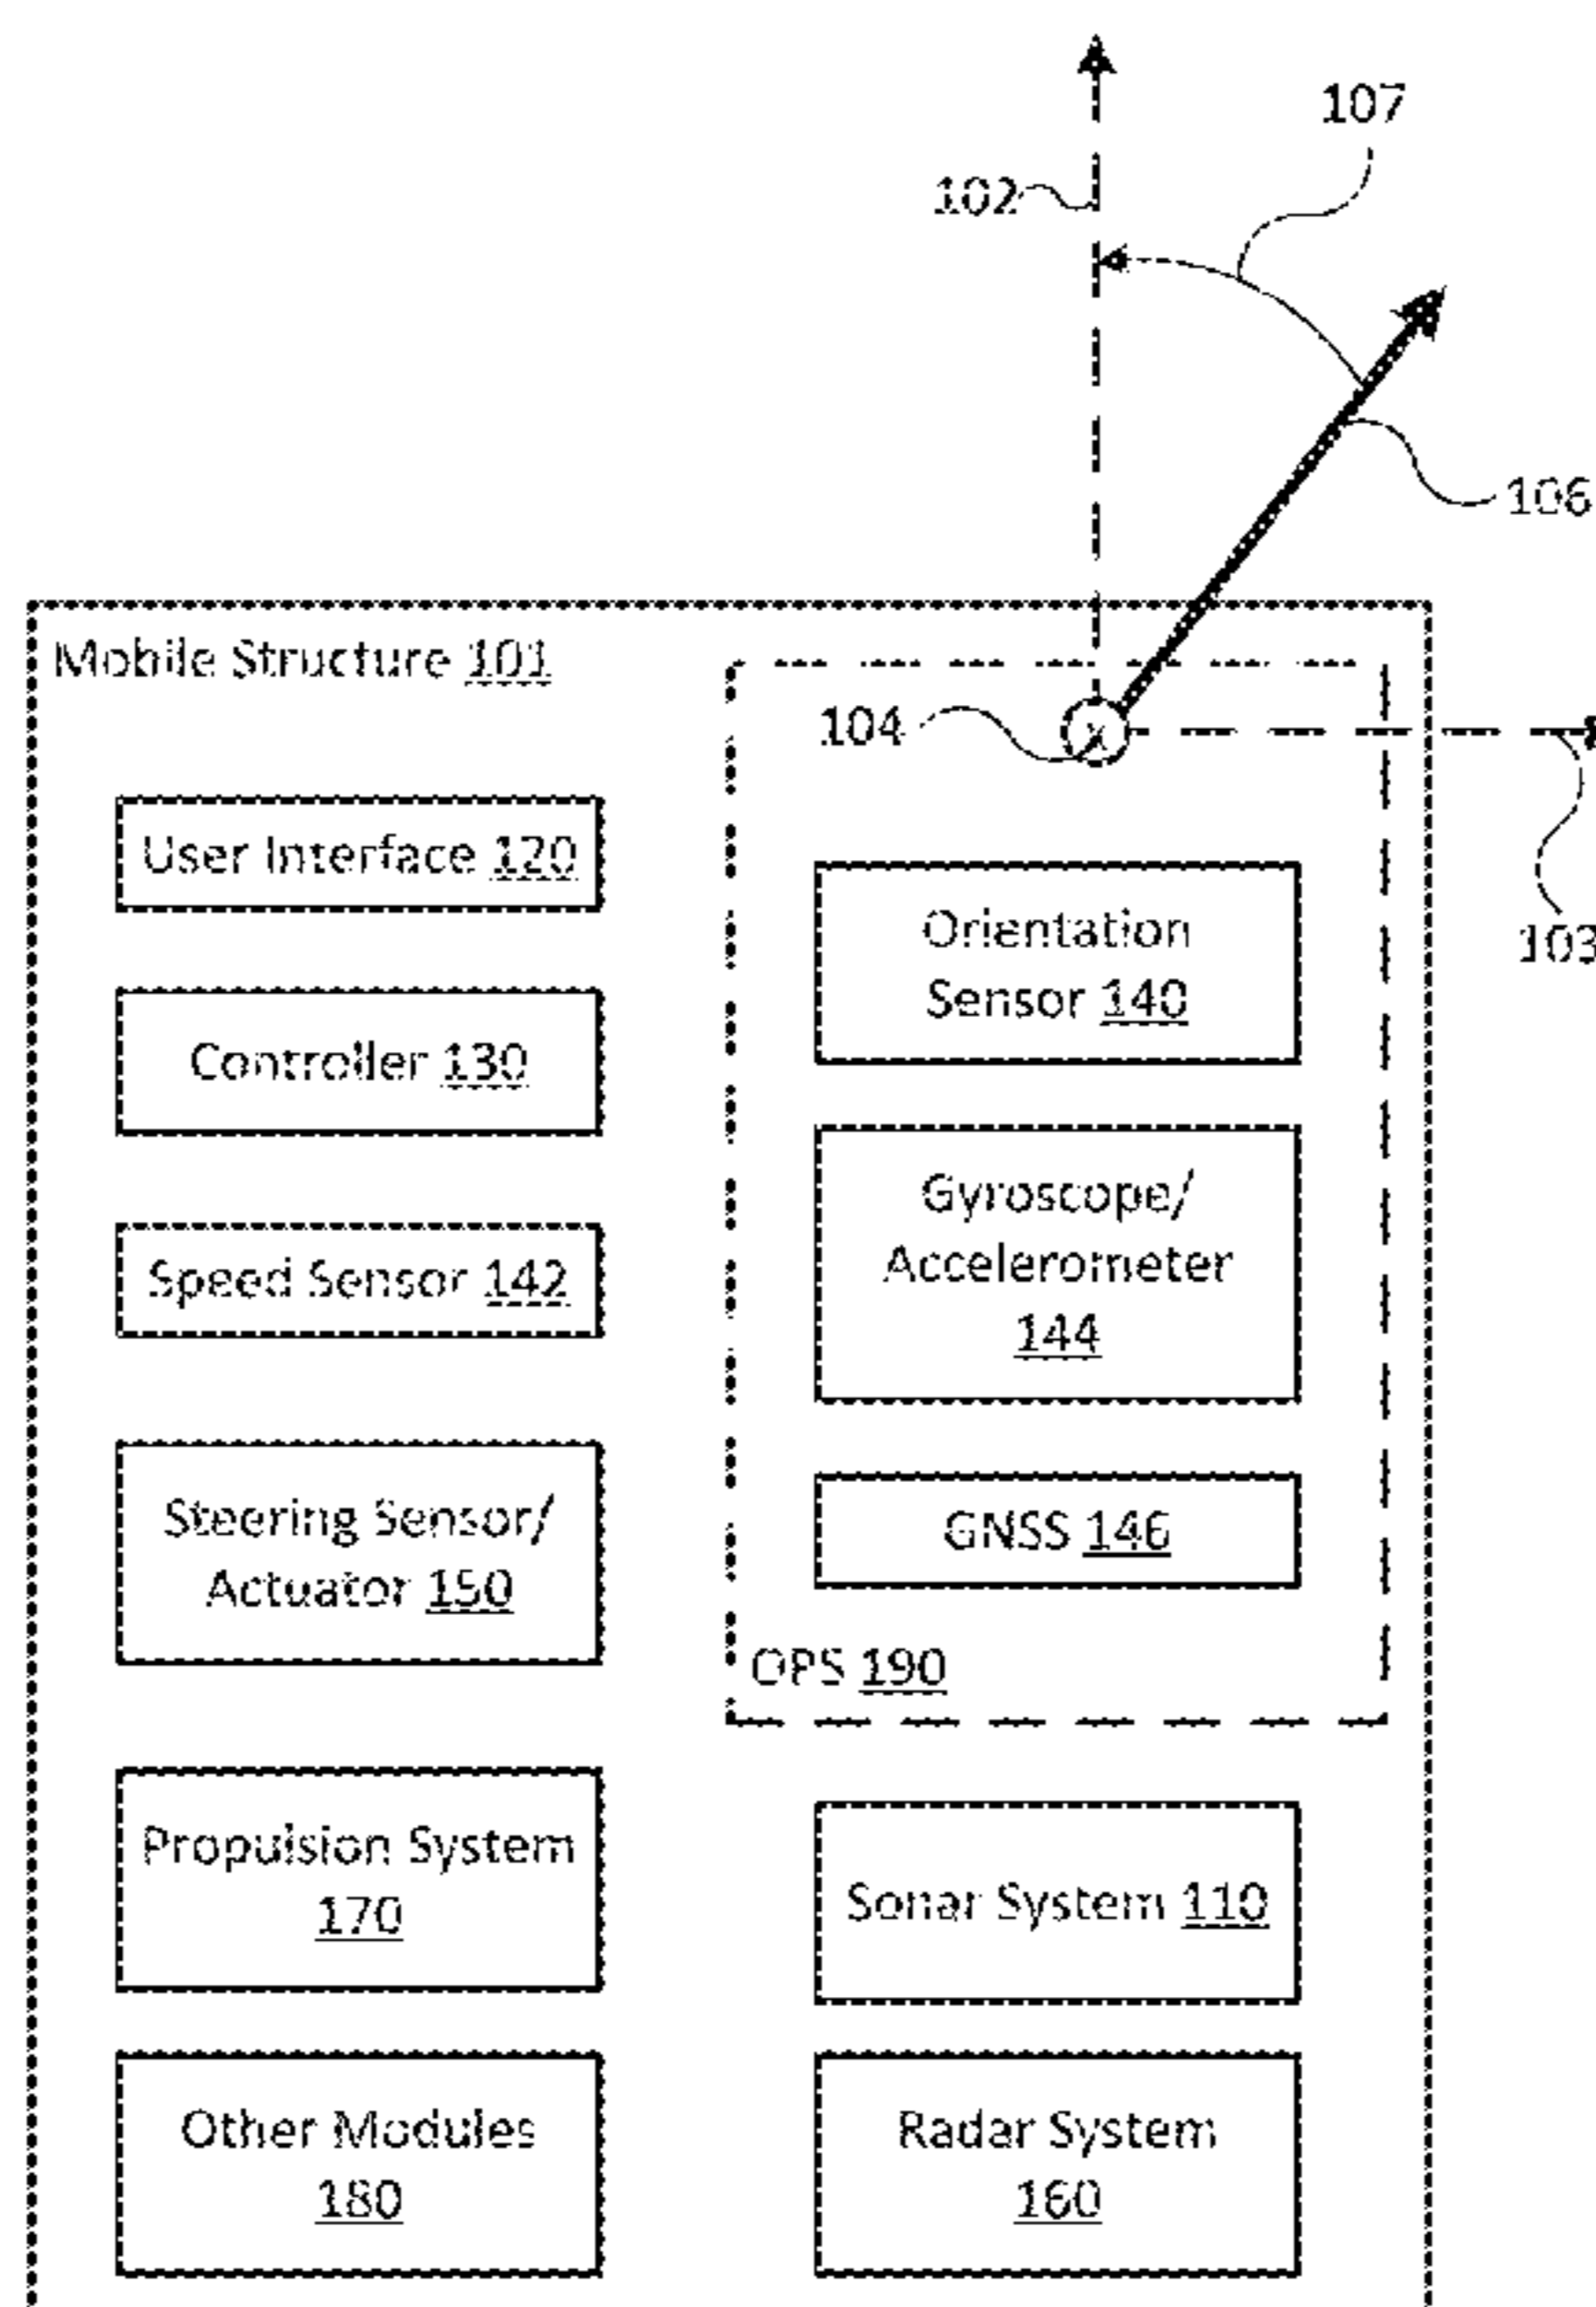 107
102
106
Mobile Structure 101
104
103
User Interface 120
Controller 130
Speed Sensor 142
Steering Sensor/
Actuator 150
Propulsion System
170
Other Modules
180
Orientation
Sensor 140
Gyroscope/
Accelerometer
144
GNSS 146
OPS 190
Sonar System 110
Radar System
160